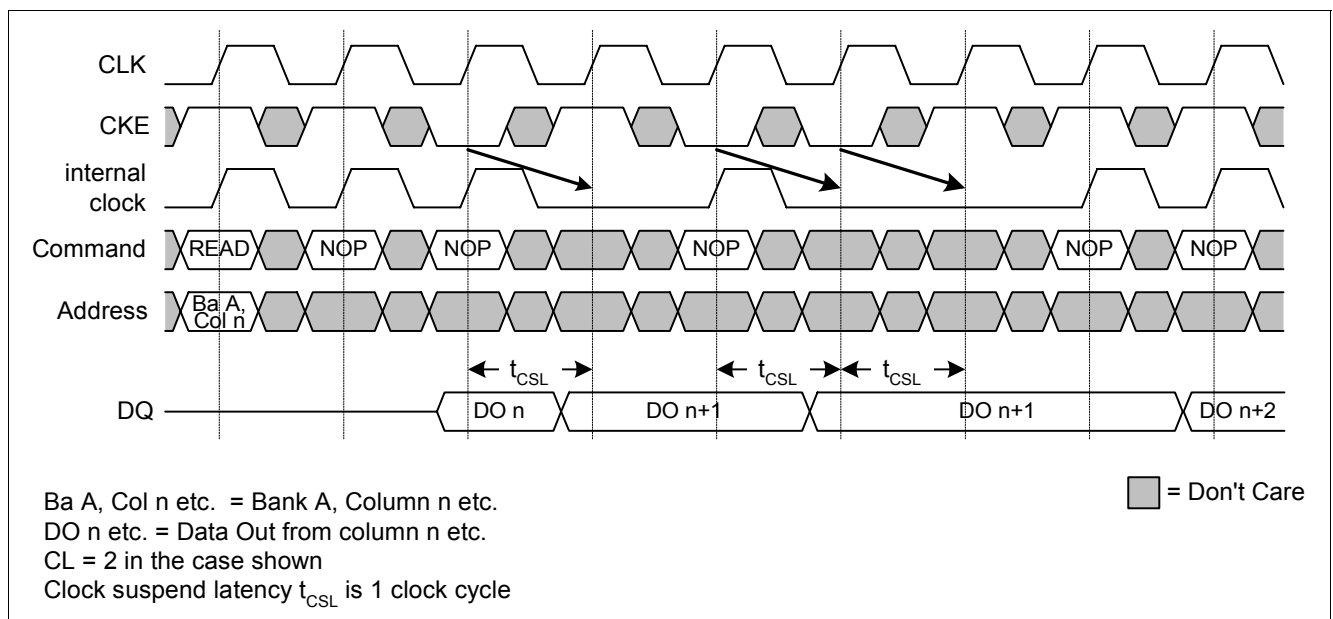 CLK
CKE
internal
clock
Command READ NOP NOP NOP NOP NOP
Address Ba A,
Col n
tCSL tCSL tCSL
DQ DO n DO n+1 DO n+1 DO n+2
Ba A, Col n etc. = Bank A, Column n etc.
= Don't Care
DO n etc. = Data Out from column n etc.
CL = 2 in the case shown
Clock suspend latency tCSL is 1 clock cycle